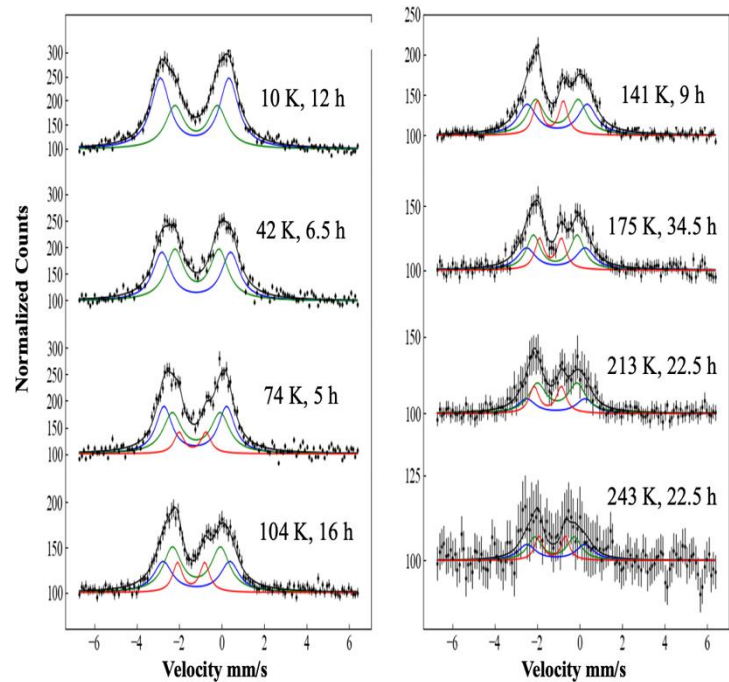 Normalized Counts
300
250
200
150
100
10 K, 12 h
300
250
200
150
100
42 K, 6.5 h
300
250
200
150
100
74 K, 5 h
200
150
100
104 K, 16 h
−6 −4 −2 0 2 4 6
Velocity mm/s
250
200
150
100
141 K, 9 h
150
100
175 K, 34.5 h
150
100
213 K, 22.5 h
125
100
243 K, 22.5 h
−6 −4 −2 0 2 4 6
Velocity mm/s